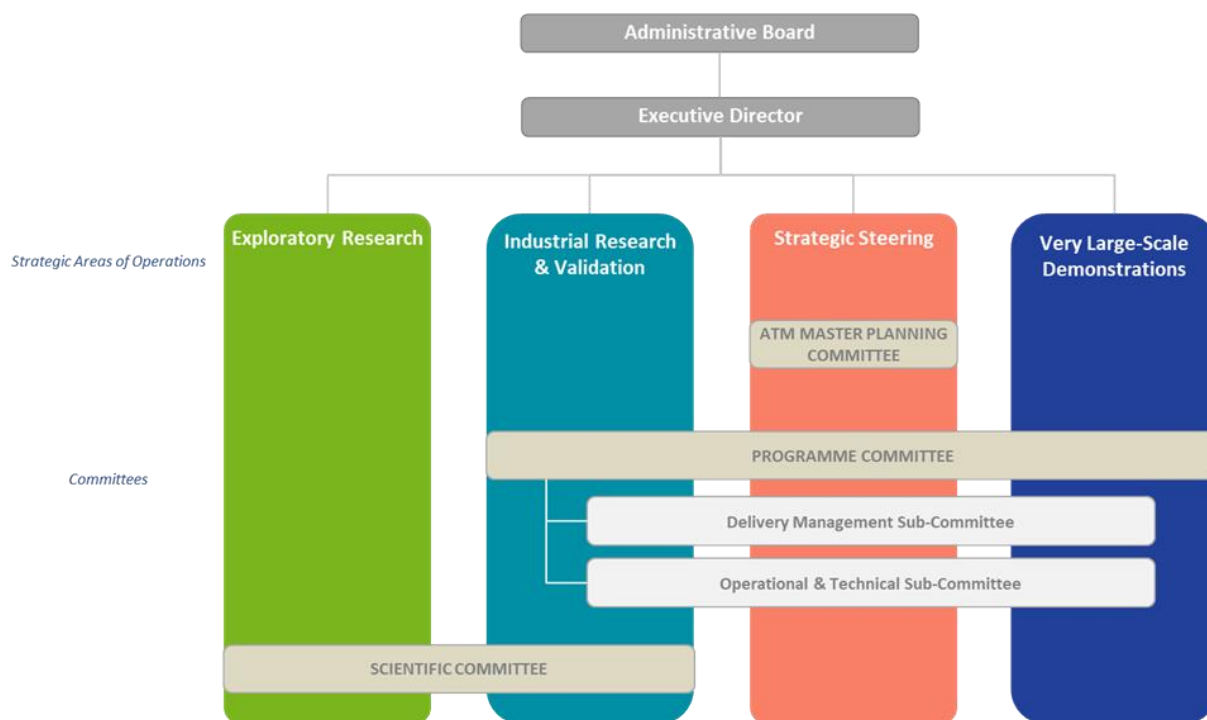 Administrative Board
Executive Director
Exploratory Research
Industrial Research
& Validation
Strategic Steering
Very Large-Scale
Demonstrations
Strategic Areas of Operations
ATM MASTER PLANNING
COMMITTEE
PROGRAMME COMMITTEE
Committees
Delivery Management Sub-Committee
Operational & Technical Sub-Committee
SCIENTIFIC COMMITTEE